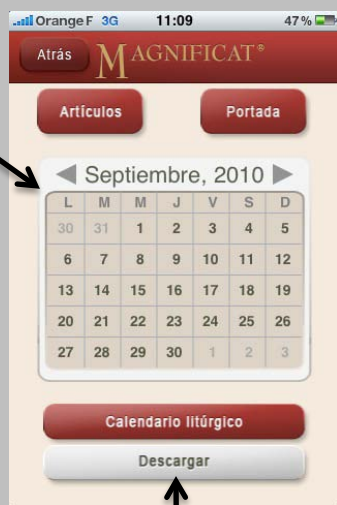 Orange F 3G 11:09 47%
Atrás MAGNIFICAT®
Artículos Portada
Septiembre, 2010
L M M J V S D
30 31 1 2 3 4 5
6 7 8 9 10 11 12
13 14 15 16 17 18 19
20 21 22 23 24 25 26
27 28 29 30 1 2 3
Calendario litúrgico
Descargar